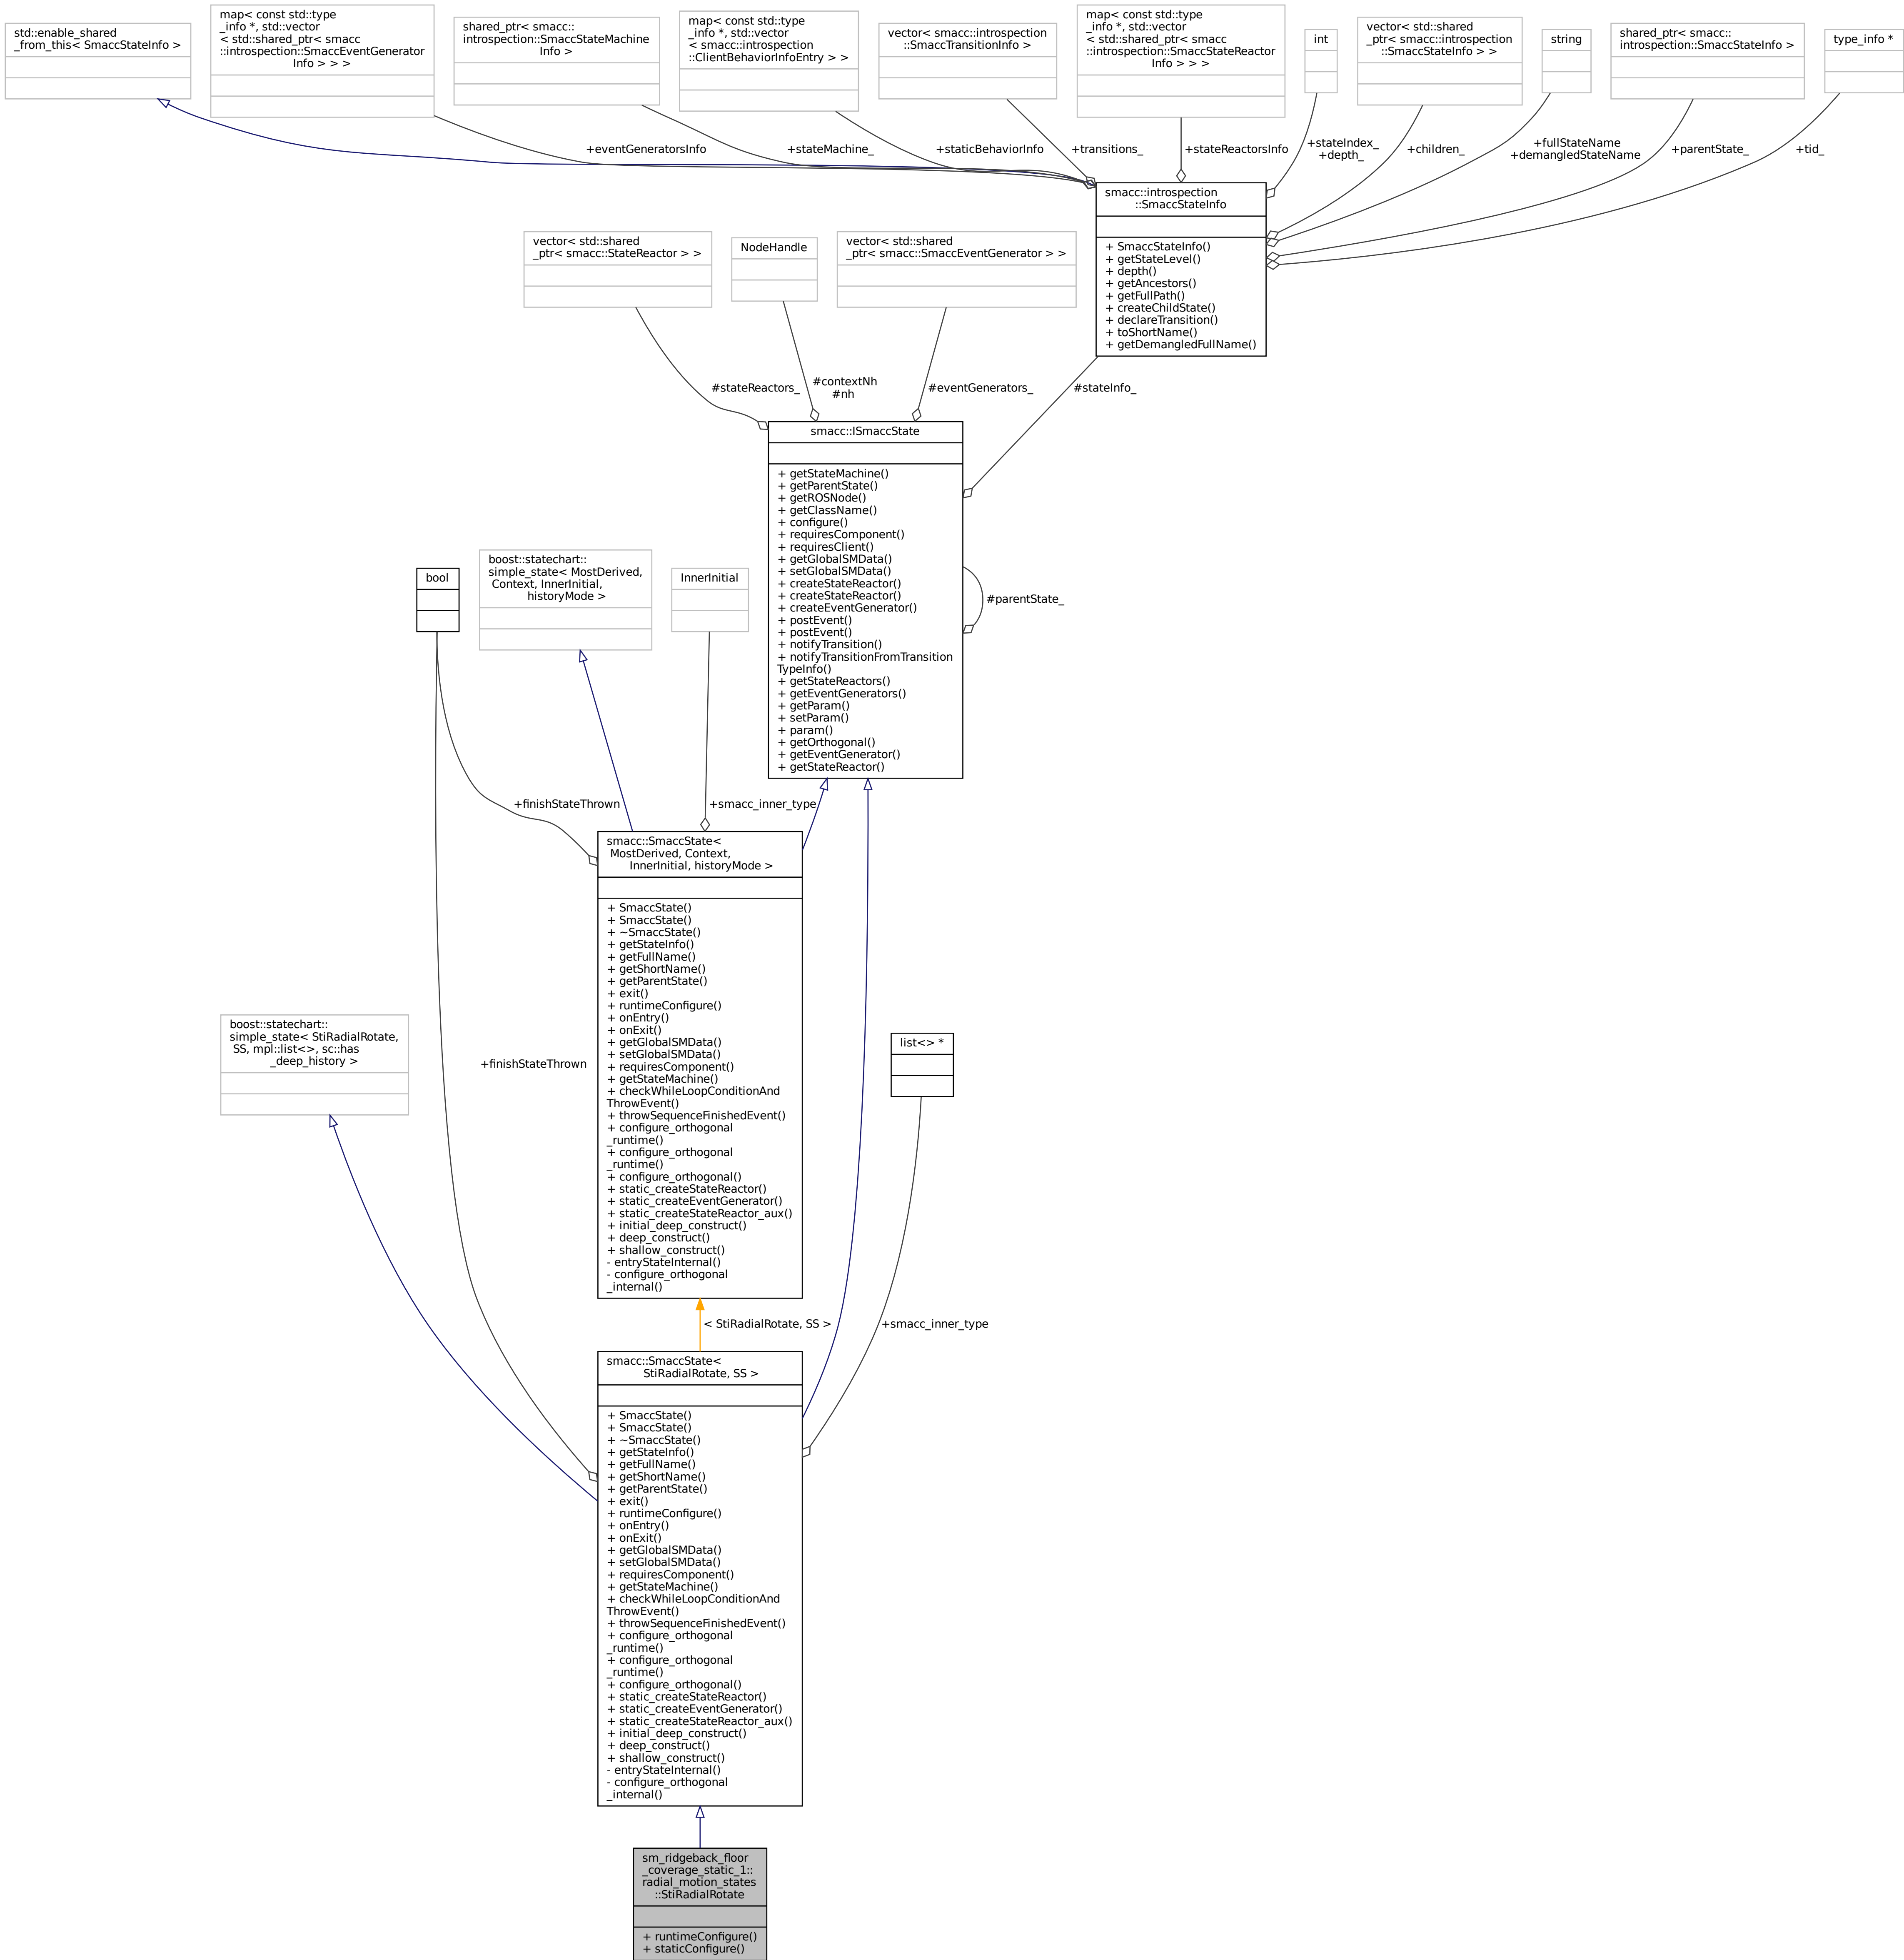 std::enable_shared
_from_this< SmaccStateInfo >
map< const std::type
_info *, std::vector
< std::shared_ptr< smacc
::introspection::SmaccEventGenerator
Info > > >
shared_ptr< smacc::
introspection::SmaccStateMachine
Info >
map< const std::type
_info *, std::vector
< smacc::introspection
::ClientBehaviorInfoEntry > >
vector< smacc::introspection
::SmaccTransitionInfo >
map< const std::type
_info *, std::vector
< std::shared_ptr< smacc
::introspection::SmaccStateReactor
Info > > >
int
vector< std::shared
_ptr< smacc::introspection
::SmaccStateInfo > >
string
shared_ptr< smacc::
introspection::SmaccStateInfo >
type_info *
+eventGeneratorsInfo
+stateMachine_
+staticBehaviorInfo
+transitions_
+stateReactorsInfo
+stateIndex_
+depth_
+children_
+fullStateName
+demangledStateName
+parentState_
+tid_
smacc::introspection
::SmaccStateInfo
+ SmaccStateInfo()
+ getStateLevel()
+ depth()
+ getAncestors()
+ getFullPath()
+ createChildState()
+ declareTransition()
+ toShortName()
+ getDemangledFullName()
vector< std::shared
_ptr< smacc::StateReactor > >
NodeHandle
vector< std::shared
_ptr< smacc::SmaccEventGenerator > >
#stateReactors_
#contextNh
#nh
#eventGenerators_
#stateInfo_
smacc::ISmaccState
+ getStateMachine()
+ getParentState()
+ getROSNode()
+ getClassName()
+ configure()
+ requiresComponent()
+ requiresClient()
+ getGlobalSMData()
+ setGlobalSMData()
+ createStateReactor()
+ createStateReactor()
+ createEventGenerator()
+ postEvent()
+ postEvent()
+ notifyTransition()
+ notifyTransitionFromTransition
TypeInfo()
+ getStateReactors()
+ getEventGenerators()
+ getParam()
+ setParam()
+ param()
+ getOrthogonal()
+ getEventGenerator()
+ getStateReactor()
#parentState_
bool
boost::statechart::
simple_state< MostDerived,
Context, InnerInitial,
historyMode >
InnerInitial
+finishStateThrown
+smacc_inner_type
smacc::SmaccState<
MostDerived, Context,
InnerInitial, historyMode >
+ SmaccState()
+ SmaccState()
+ ~SmaccState()
+ getStateInfo()
+ getFullName()
+ getShortName()
+ getParentState()
+ exit()
+ runtimeConfigure()
+ onEntry()
+ onExit()
+ getGlobalSMData()
+ setGlobalSMData()
+ requiresComponent()
+ getStateMachine()
+ checkWhileLoopConditionAnd
ThrowEvent()
+ throwSequenceFinishedEvent()
+ configure_orthogonal
_runtime()
+ configure_orthogonal
_runtime()
+ configure_orthogonal()
+ static_createStateReactor()
+ static_createEventGenerator()
+ static_createStateReactor_aux()
+ initial_deep_construct()
+ deep_construct()
+ shallow_construct()
- entryStateInternal()
- configure_orthogonal
_internal()
boost::statechart::
simple_state< StiRadialRotate,
SS, mpl::list<>, sc::has
_deep_history >
+finishStateThrown
list<> *
< StiRadialRotate, SS >
+smacc_inner_type
smacc::SmaccState<
StiRadialRotate, SS >
+ SmaccState()
+ SmaccState()
+ ~SmaccState()
+ getStateInfo()
+ getFullName()
+ getShortName()
+ getParentState()
+ exit()
+ runtimeConfigure()
+ onEntry()
+ onExit()
+ getGlobalSMData()
+ setGlobalSMData()
+ requiresComponent()
+ getStateMachine()
+ checkWhileLoopConditionAnd
ThrowEvent()
+ throwSequenceFinishedEvent()
+ configure_orthogonal
_runtime()
+ configure_orthogonal
_runtime()
+ configure_orthogonal()
+ static_createStateReactor()
+ static_createEventGenerator()
+ static_createStateReactor_aux()
+ initial_deep_construct()
+ deep_construct()
+ shallow_construct()
- entryStateInternal()
- configure_orthogonal
_internal()
sm_ridgeback_floor
_coverage_static_1::
radial_motion_states
::StiRadialRotate
+ runtimeConfigure()
+ staticConfigure()